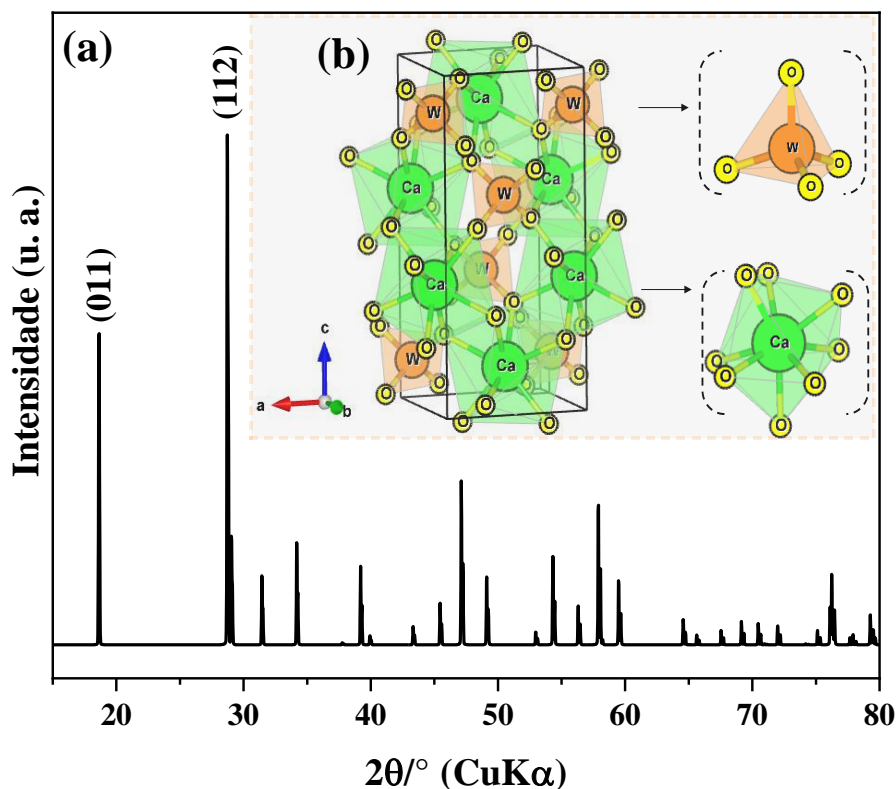 (a)
(b)
(011)
(112)
Intensidade (u. a.)
20 30 40 50 60 70 80
2θ/° (CuKα)
c
a
b
O O
O O O O
W Ca W
O O O O
O O O O
O O O O
Ca W Ca
O O O O
O O O
W
O Ca Ca
O O O O
O O O
W Ca W
O O O O
O O O
O
W
O O
O
O O O
Ca
O O
O O
O